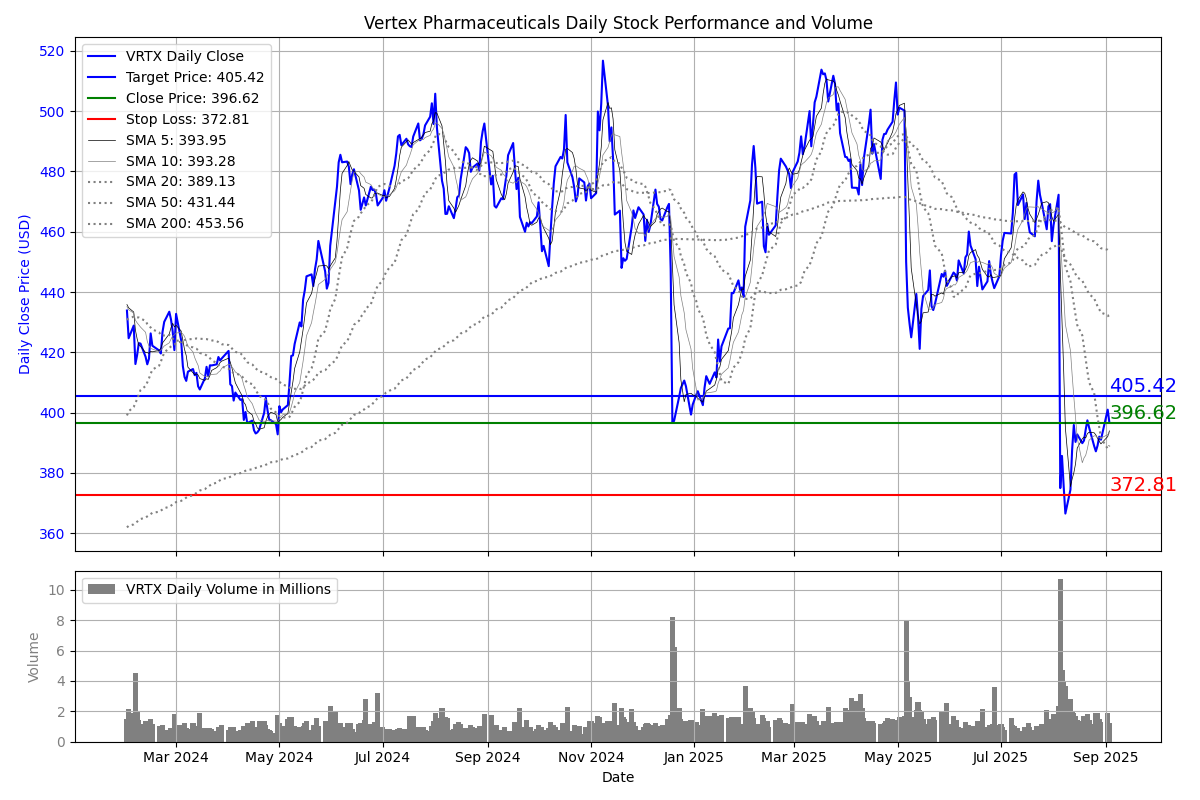 Vertex Pharmaceuticals Daily Stock Performance and Volume
520
500
480
460
440
420
400
380
360
Daily Close Price (USD)
VRTX Daily Close
Target Price: 405.42
Close Price: 396.62
Stop Loss: 372.81
SMA 5: 393.95
SMA 10: 393.28
SMA 20: 389.13
SMA 50: 431.44
SMA 200: 453.56
405.42
396.62
372.81
10
8
6
4
2
0
Volume
VRTX Daily Volume in Millions
Mar 2024
May 2024
Jul 2024
Sep 2024
Nov 2024
Jan 2025
Mar 2025
May 2025
Jul 2025
Sep 2025
Date